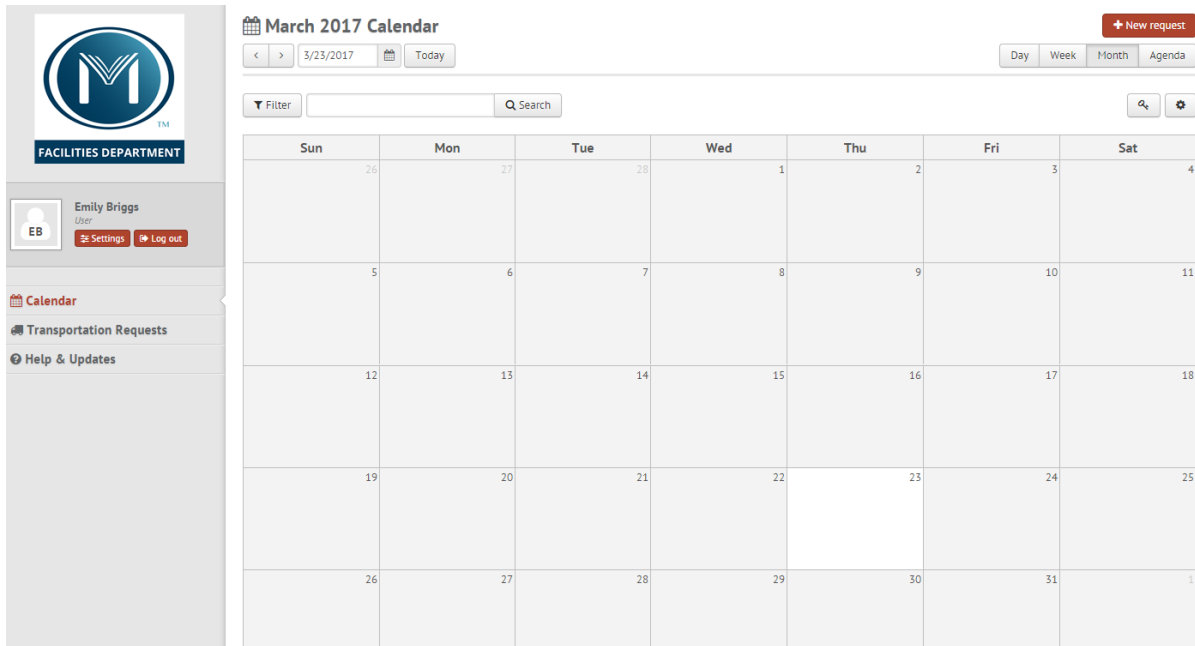 M
TM
FACILITIES DEPARTMENT
EB
Emily Briggs
User
Settings Log out
Calendar
Transportation Requests
Help & Updates
March 2017 Calendar
+ New request
< > 3/23/2017 Today
Day Week Month Agenda
Filter Search
Sun Mon Tue Wed Thu Fri Sat
26 27 28 1 2 3 4
5 6 7 8 9 10 11
12 13 14 15 16 17 18
19 20 21 22 23 24 25
26 27 28 29 30 31 1